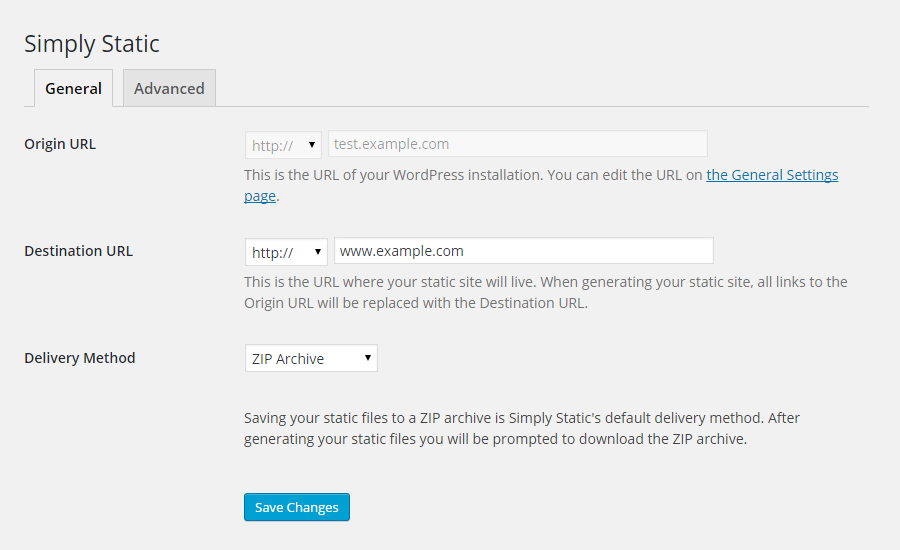 Simply Static
General Advanced
Origin URL http:// test.example.com
This is the URL of your WordPress installation. You can edit the URL on the General Settings
page.
Destination URL http:// www.example.com
This is the URL where your static site will live. When generating your static site, all links to the
Origin URL will be replaced with the Destination URL.
Delivery Method ZIP Archive
Saving your static files to a ZIP archive is Simply Static's default delivery method. After
generating your static files you will be prompted to download the ZIP archive.
Save Changes